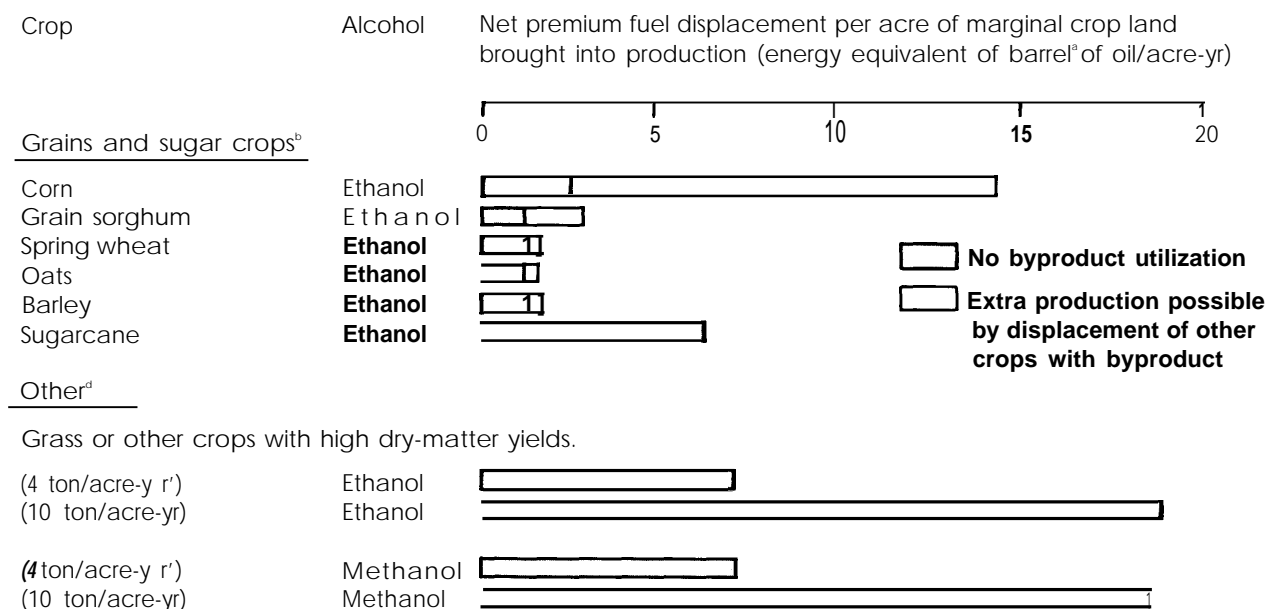 Crop Alcohol Net premium fuel displacement per acre of marginal crop land
brought into production (energy equivalent of barrelᵃ of oil/acre-yr)
0 5 10 15 20
Grains and sugar cropsᵇ
Corn Ethanol
Grain sorghum Ethanol
Spring wheat Ethanol
Oats Ethanol
Barley Ethanol
Sugarcane Ethanol
No byproduct utilization
Extra production possible
by displacement of other
crops with byproduct
Otherᵈ
Grass or other crops with high dry-matter yields.
(4 ton/acre-y r') Ethanol
(10 ton/acre-yr) Ethanol
(4 ton/acre-y r') Methanol
(10 ton/acre-yr) Methanol